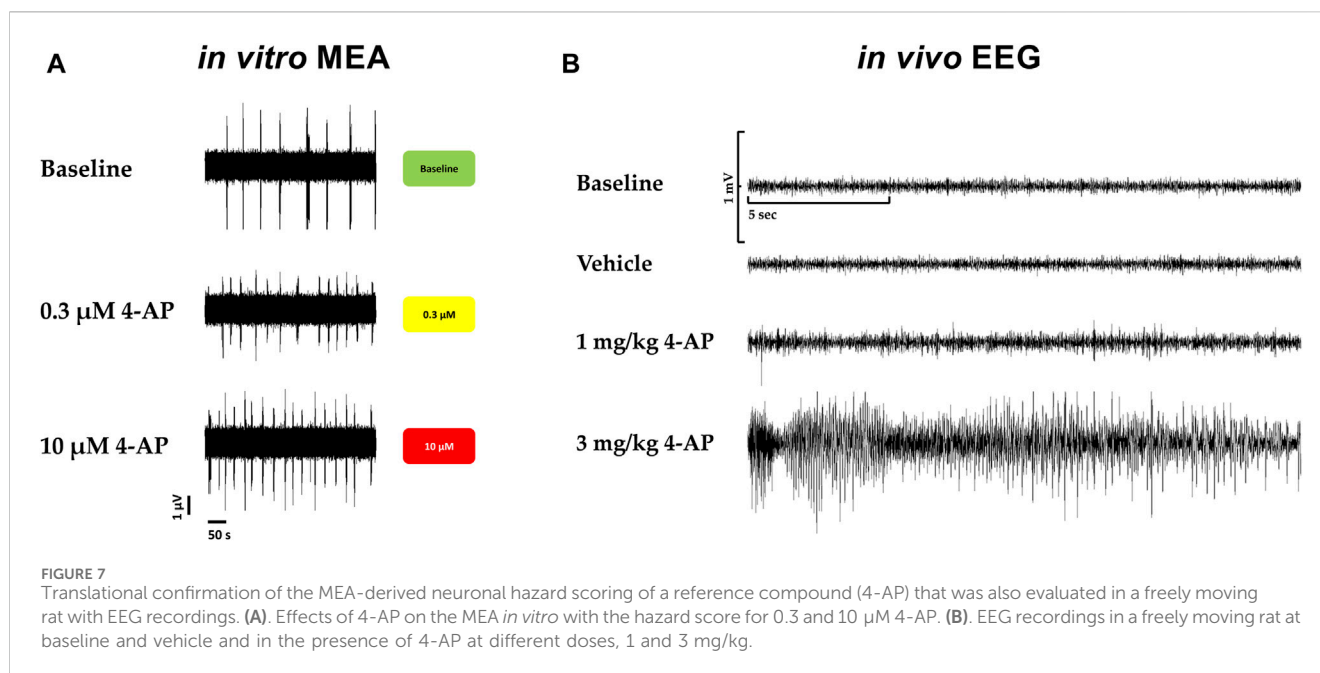 A
in vitro MEA
Baseline
Baseline
0.3 µM 4-AP
0.3 µM
10 µM 4-AP
10 µM
1 µV
50 s
B
in vivo EEG
Baseline
1 mV
5 sec
Vehicle
1 mg/kg 4-AP
3 mg/kg 4-AP
FIGURE 7
Translational confirmation of the MEA-derived neuronal hazard scoring of a reference compound (4-AP) that was also evaluated in a freely moving
rat with EEG recordings. (A). Effects of 4-AP on the MEA in vitro with the hazard score for 0.3 and 10 µM 4-AP. (B). EEG recordings in a freely moving rat at
baseline and vehicle and in the presence of 4-AP at different doses, 1 and 3 mg/kg.